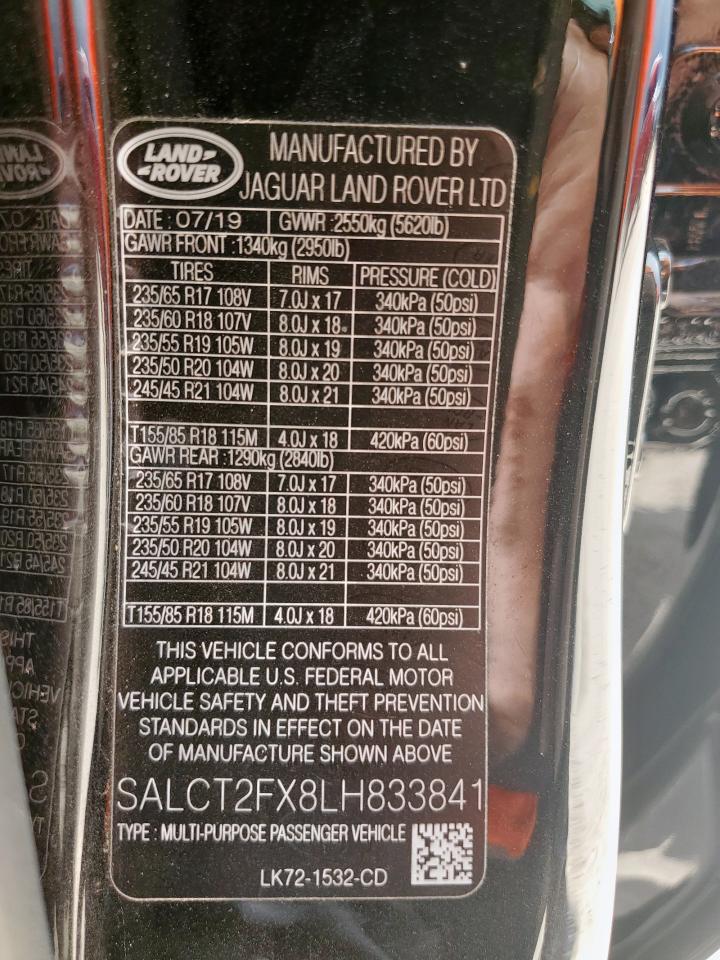 LAND-
-ROVER
MANUFACTURED BY
JAGUAR LAND ROVER LTD
DATE : 07/19 GVWR :2550kg (5620lb)
GAWR FRONT :1340kg (2950lb)
TIRES RIMS PRESSURE (COLD)
235/65 R17 108V 7.0J x 17 340kPa (50psi)
235/60 R18 107V 8.0J x 18 340kPa (50psi)
235/55 R19 105W 8.0J x 19 340kPa (50psi)
235/50 R20 104W 8.0J x 20 340kPa (50psi)
245/45 R21 104W 8.0J x 21 340kPa (50psi)
T155/85 R18 115M 4.0J x 18 420kPa (60psi)
GAWR REAR :1290kg (2840lb)
235/65 R17 108V 7.0J x 17 340kPa (50psi)
235/60 R18 107V 8.0J x 18 340kPa (50psi)
235/55 R19 105W 8.0J x 19 340kPa (50psi)
235/50 R20 104W 8.0J x 20 340kPa (50psi)
245/45 R21 104W 8.0J x 21 340kPa (50psi)
T155/85 R18 115M 4.0J x 18 420kPa (60psi)
THIS VEHICLE CONFORMS TO ALL
APPLICABLE U.S. FEDERAL MOTOR
VEHICLE SAFETY AND THEFT PREVENTION
STANDARDS IN EFFECT ON THE DATE
OF MANUFACTURE SHOWN ABOVE
SALCT2FX8LH833841
TYPE : MULTI-PURPOSE PASSENGER VEHICLE
LK72-1532-CD